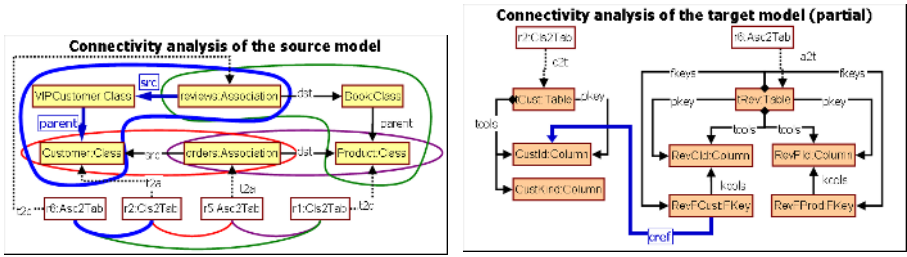 Connectivity analysis of the source model
src
VIPCustomer:Class
reviews:Association
dst
Book:Class
parent
parent
Customer:Class
src
orders:Association
dst
Product:Class
t2a
t2a
t2c
t2c
r6:Asc2Tab
r2:Cls2Tab
r5:Asc2Tab
r1:Cls2Tab
Connectivity analysis of the target model (partial)
r2:Cls2Tab
r6:Asc2Tab
c2t
a2t
fkeys
fkeys
tCust:Table
pkey
tRev:Table
pkey
pkey
tcols
tcols
tcols
CustId:Column
RevCId:Column
RevPId:Column
CustKind:Column
kcols
kcols
RevFCust:FKey
RevFProd:FKey
cref